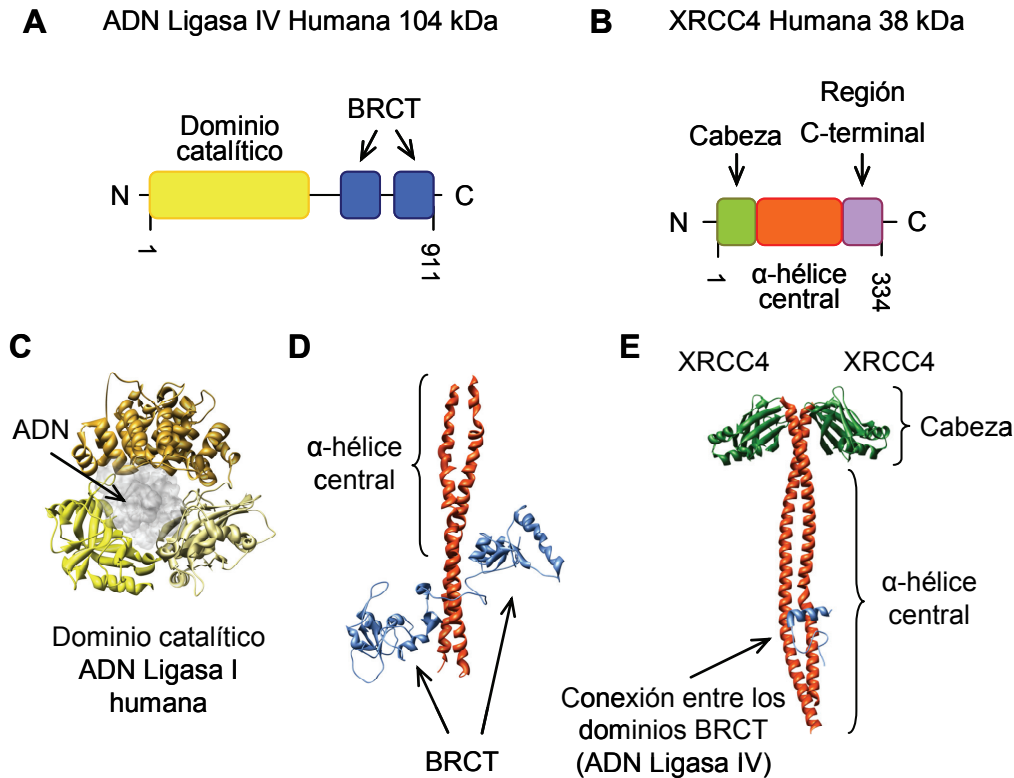 A
ADN Ligasa IV Humana 104 kDa
Dominio
catalítico
BRCT
N
C
1
911
B
XRCC4 Humana 38 kDa
Región
C-terminal
Cabeza
N
C
1
α-hélice
central
334
C
ADN
Dominio catalítico
ADN Ligasa I
humana
D
α-hélice
central
BRCT
E
XRCC4
XRCC4
Cabeza
α-hélice
central
Conexión entre los
dominios BRCT
(ADN Ligasa IV)